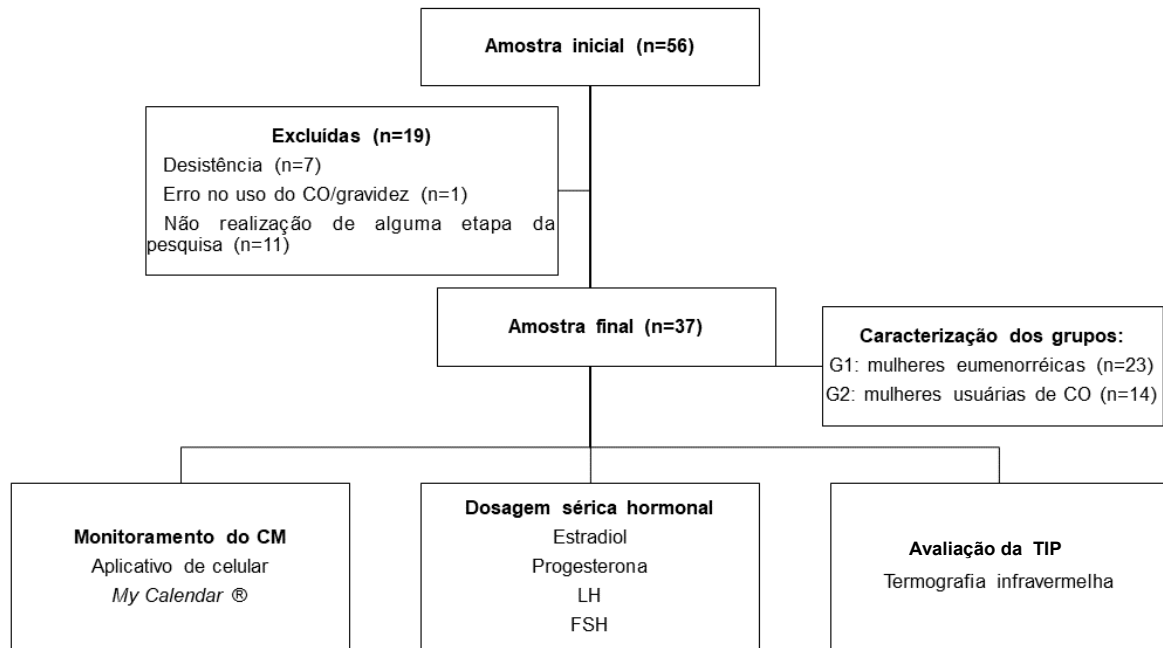 Amostra inicial (n=56)
Excluídas (n=19)
Desistência (n=7)
Erro no uso do CO/gravidez (n=1)
Não realização de alguma etapa da
pesquisa (n=11)
Amostra final (n=37)
Caracterização dos grupos:
G1: mulheres eumenorréicas (n=23)
G2: mulheres usuárias de CO (n=14)
Monitoramento do CM
Aplicativo de celular
My Calendar ®
Dosagem sérica hormonal
Estradiol
Progesterona
LH
FSH
Avaliação da TIP
Termografia infravermelha